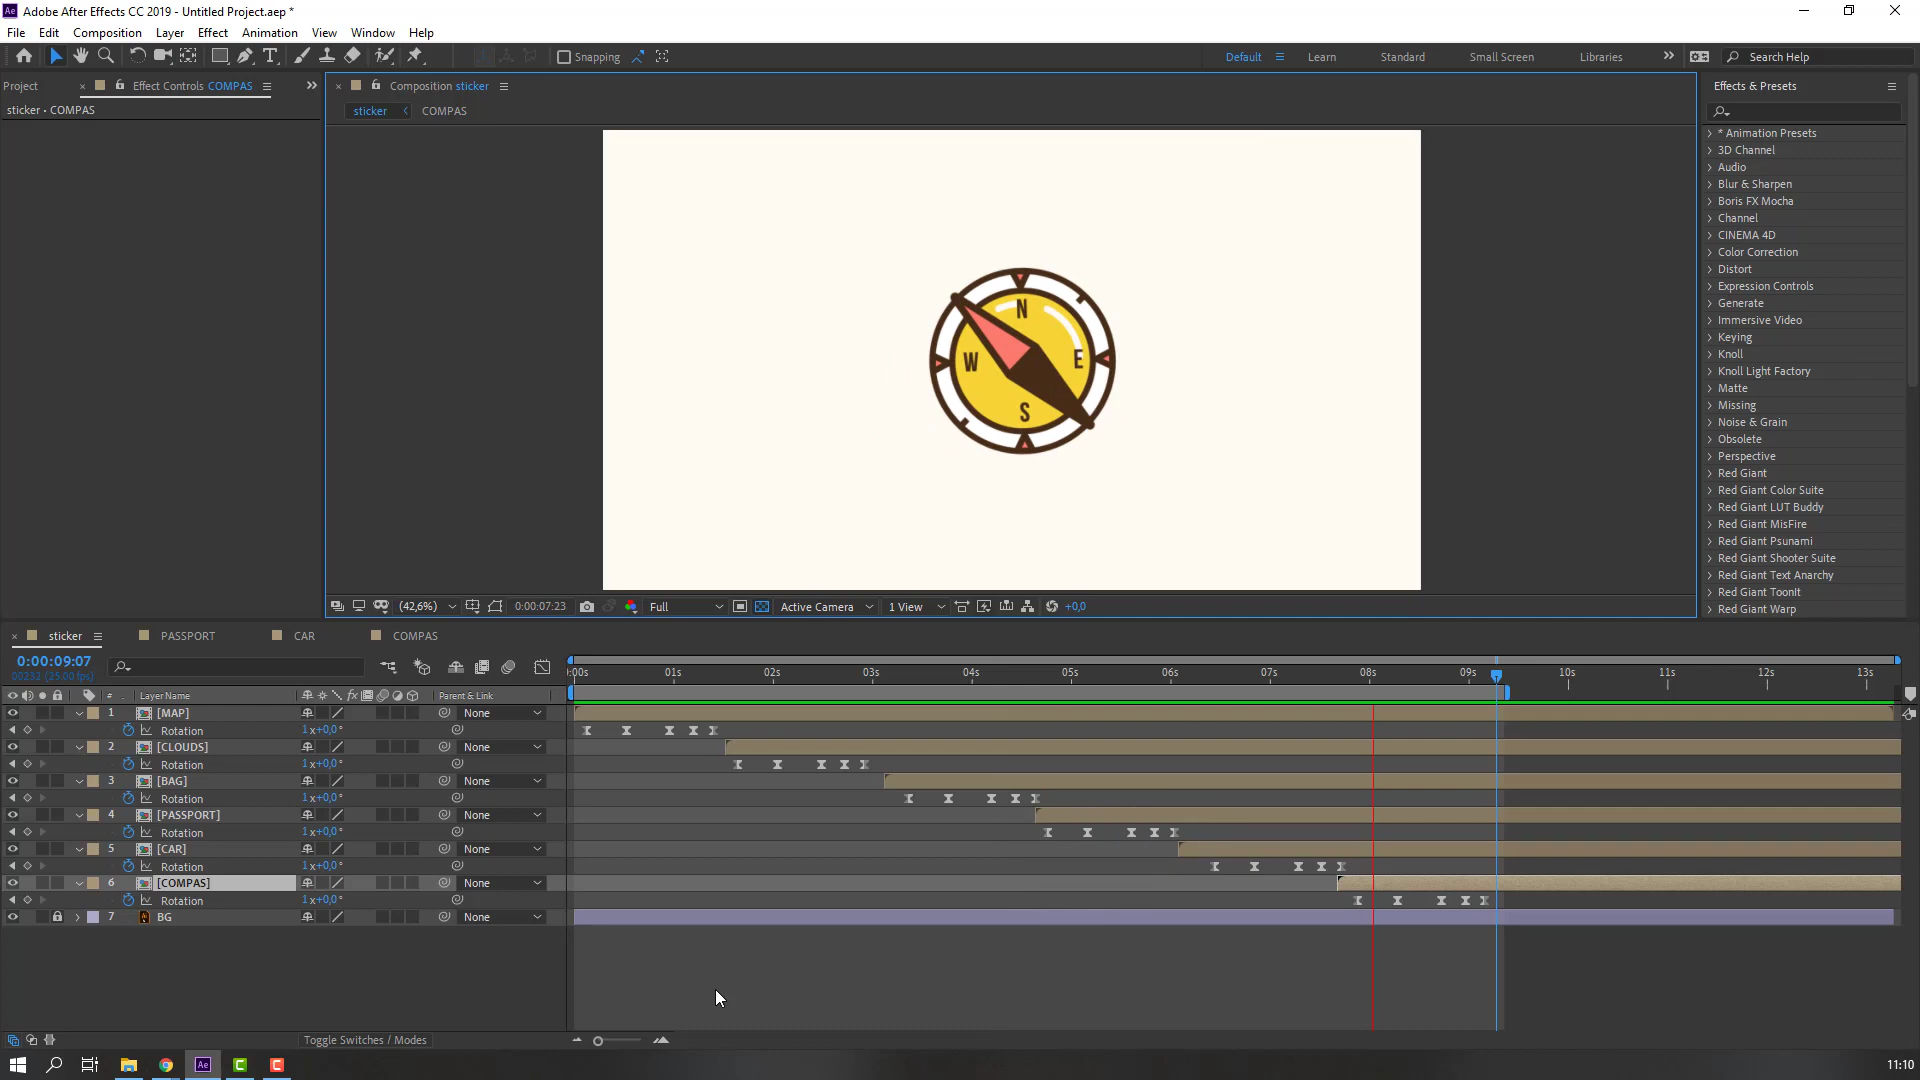 Adobe After Effects CC 2019 - Untitled Project.aep *
File Edit Composition Layer Effect Animation View Window Help
Snapping
Default Learn Standard Small Screen Libraries Search Help
Project Effect Controls COMPAS
sticker • COMPAS
Composition sticker
sticker COMPAS
N
W E
S
(42,6%) 0:00:07:23 Full Active Camera 1 View +0,0
Effects & Presets
* Animation Presets
3D Channel
Audio
Blur & Sharpen
Boris FX Mocha
Channel
CINEMA 4D
Color Correction
Distort
Expression Controls
Generate
Immersive Video
Keying
Knoll
Knoll Light Factory
Matte
Missing
Noise & Grain
Obsolete
Perspective
Red Giant
Red Giant Color Suite
Red Giant LUT Buddy
Red Giant MisFire
Red Giant Psunami
Red Giant Shooter Suite
Red Giant Text Anarchy
Red Giant ToonIt
Red Giant Warp
sticker PASSPORT CAR COMPAS
0:00:09:07
00232 (25.00 fps)
:00s 01s 02s 03s 04s 05s 06s 07s 08s 09s 10s 11s 12s 13s
# Layer Name fx Parent & Link
1 [MAP] None
Rotation 1x+0,0°
2 [CLOUDS] None
Rotation 1x+0,0°
3 [BAG] None
Rotation 1x+0,0°
4 [PASSPORT] None
Rotation 1x+0,0°
5 [CAR] None
Rotation 1x+0,0°
6 [COMPAS] None
Rotation 1x+0,0°
7 BG None
Toggle Switches / Modes
Ae
11:10